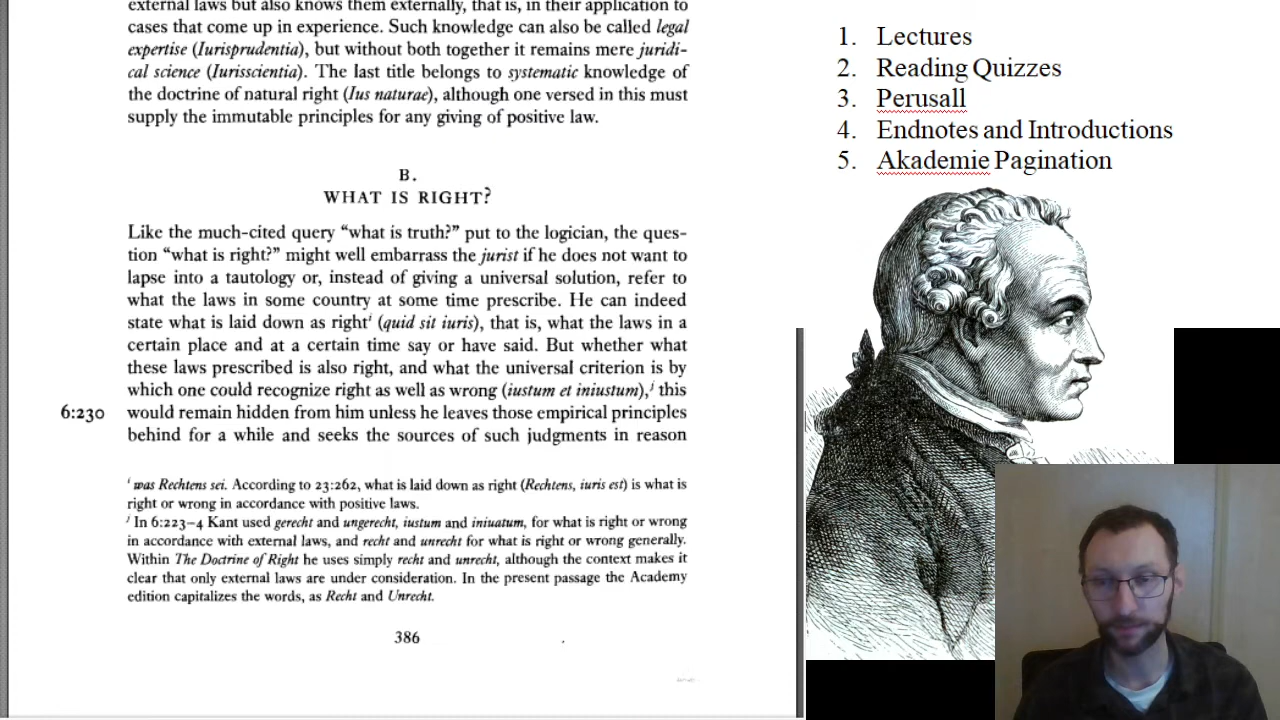 external laws but also knows them externally, that is, in their application to
cases that come up in experience. Such knowledge can also be called legal
expertise (Iurisprudentia), but without both together it remains mere juridi-
cal science (Iurisscientia). The last title belongs to systematic knowledge of
the doctrine of natural right (Ius naturae), although one versed in this must
supply the immutable principles for any giving of positive law.
B.
WHAT IS RIGHT?
Like the much-cited query “what is truth?” put to the logician, the ques-
tion “what is right?” might well embarrass the jurist if he does not want to
lapse into a tautology or, instead of giving a universal solution, refer to
what the laws in some country at some time prescribe. He can indeed
state what is laid down as right^i (quid sit iuris), that is, what the laws in a
certain place and at a certain time say or have said. But whether what
these laws prescribed is also right, and what the universal criterion is by
which one could recognize right as well as wrong (iustum et iniustum),^j this
6:230 would remain hidden from him unless he leaves those empirical principles
behind for a while and seeks the sources of such judgments in reason
^i was Rechtens sei. According to 23:262, what is laid down as right (Rechtens, iuris est) is what is
right or wrong in accordance with positive laws.
^j In 6:223–4 Kant used gerecht and ungerecht, iustum and iniuatum, for what is right or wrong
in accordance with external laws, and recht and unrecht for what is right or wrong generally.
Within The Doctrine of Right he uses simply recht and unrecht, although the context makes it
clear that only external laws are under consideration. In the present passage the Academy
edition capitalizes the words, as Recht and Unrecht.
386
1. Lectures
2. Reading Quizzes
3. Perusall
4. Endnotes and Introductions
5. Akademie Pagination